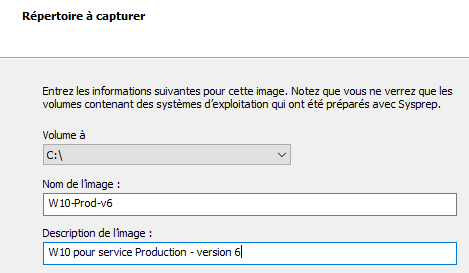 Répertoire à capturer
Entrez les informations suivantes pour cette image. Notez que vous ne verrez que les
volumes contenant des systèmes d'exploitation qui ont été préparés avec Sysprep.
Volume à
C:\
Nom de l'image :
W10-Prod-v6
Description de l'image :
W10 pour service Production - version 6